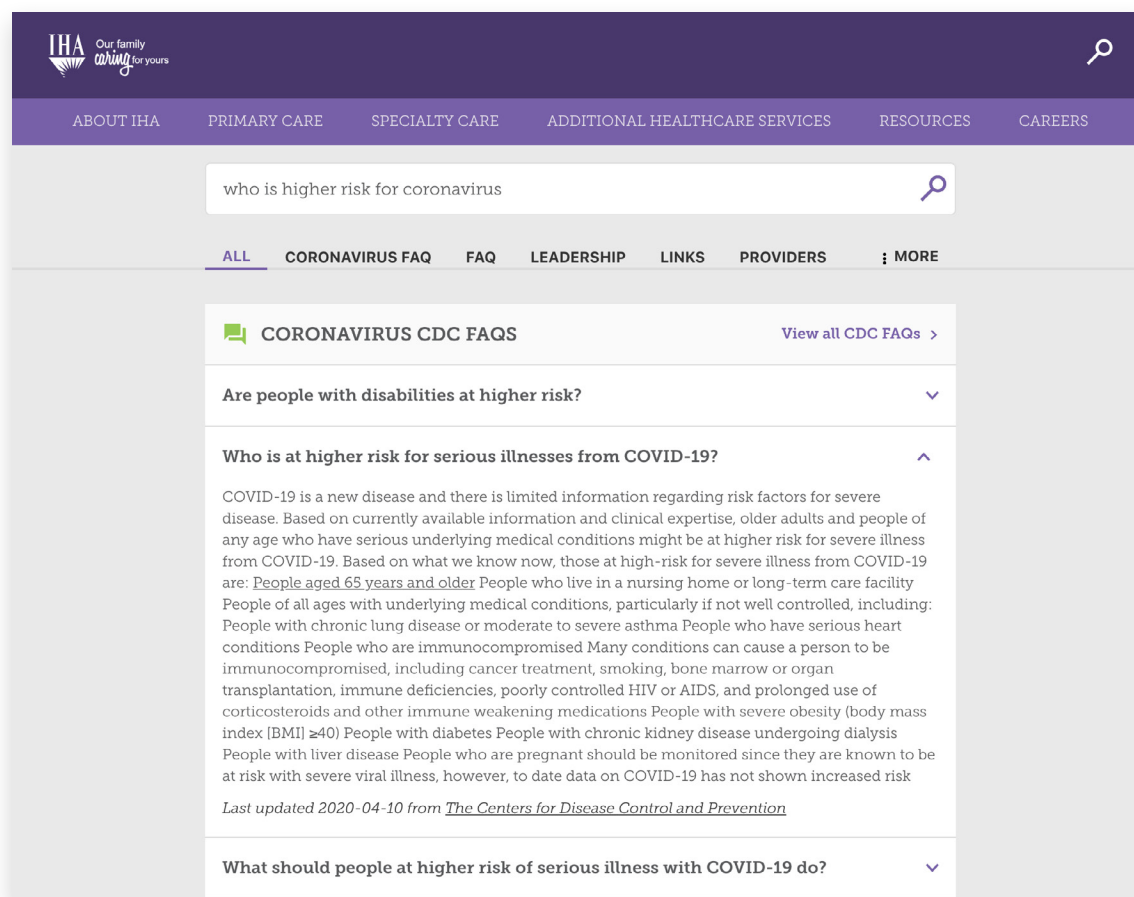 IHA Our family
caring for yours
ABOUT IHA PRIMARY CARE SPECIALTY CARE ADDITIONAL HEALTHCARE SERVICES RESOURCES CAREERS
who is higher risk for coronavirus
ALL CORONAVIRUS FAQ FAQ LEADERSHIP LINKS PROVIDERS MORE
CORONAVIRUS CDC FAQS View all CDC FAQs >
Are people with disabilities at higher risk?
Who is at higher risk for serious illnesses from COVID-19?
COVID-19 is a new disease and there is limited information regarding risk factors for severe
disease. Based on currently available information and clinical expertise, older adults and people of
any age who have serious underlying medical conditions might be at higher risk for severe illness
from COVID-19. Based on what we know now, those at high-risk for severe illness from COVID-19
are: People aged 65 years and older People who live in a nursing home or long-term care facility
People of all ages with underlying medical conditions, particularly if not well controlled, including:
People with chronic lung disease or moderate to severe asthma People who have serious heart
conditions People who are immunocompromised Many conditions can cause a person to be
immunocompromised, including cancer treatment, smoking, bone marrow or organ
transplantation, immune deficiencies, poorly controlled HIV or AIDS, and prolonged use of
corticosteroids and other immune weakening medications People with severe obesity (body mass
index [BMI] ≥40) People with diabetes People with chronic kidney disease undergoing dialysis
People with liver disease People who are pregnant should be monitored since they are known to be
at risk with severe viral illness, however, to date data on COVID-19 has not shown increased risk
Last updated 2020-04-10 from The Centers for Disease Control and Prevention
What should people at higher risk of serious illness with COVID-19 do?